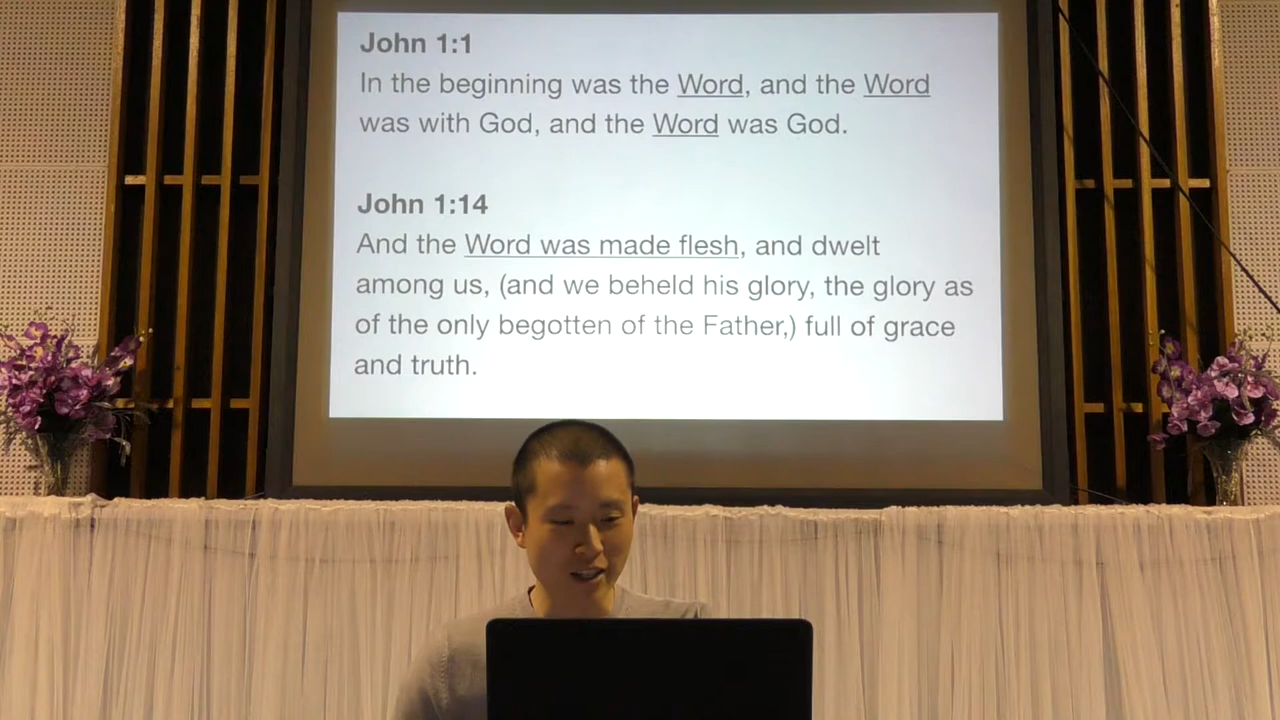 John 1:1
In the beginning was the Word, and the Word
was with God, and the Word was God.
John 1:14
And the Word was made flesh, and dwelt
among us, (and we beheld his glory, the glory as
of the only begotten of the Father,) full of grace
and truth.